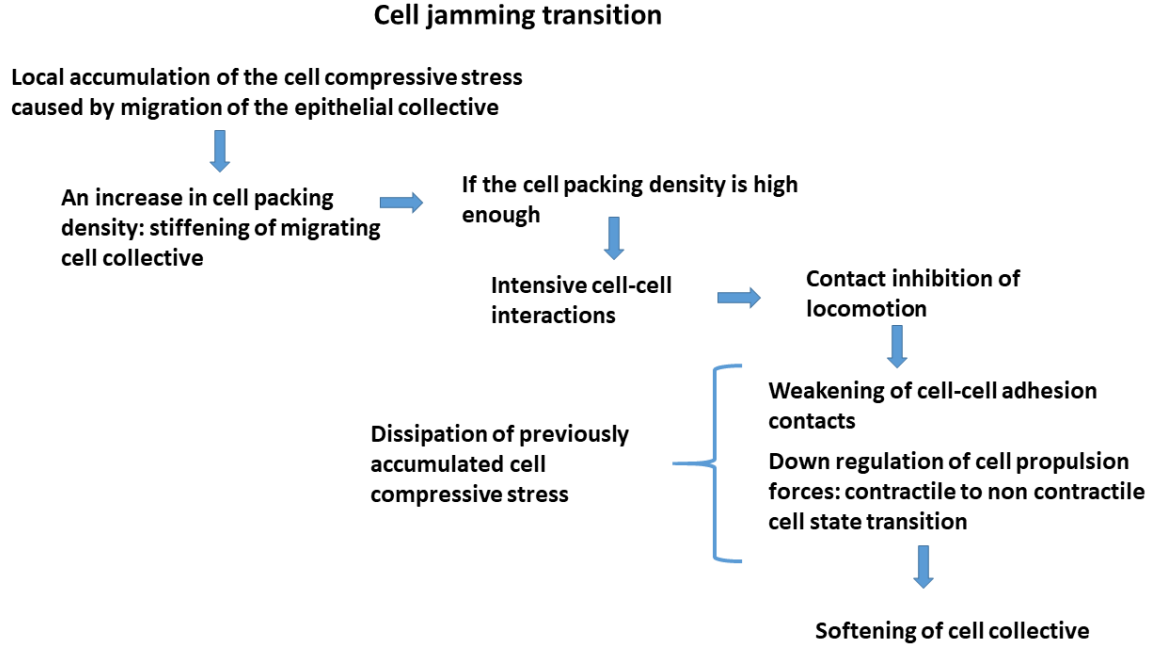 Cell jamming transition
Local accumulation of the cell compressive stress
caused by migration of the epithelial collective
An increase in cell packing
density: stiffening of migrating
cell collective
If the cell packing density is high
enough
Intensive cell-cell
interactions
Contact inhibition of
locomotion
Weakening of cell-cell adhesion
contacts
Down regulation of cell propulsion
forces: contractile to non contractile
cell state transition
Dissipation of previously
accumulated cell
compressive stress
Softening of cell collective